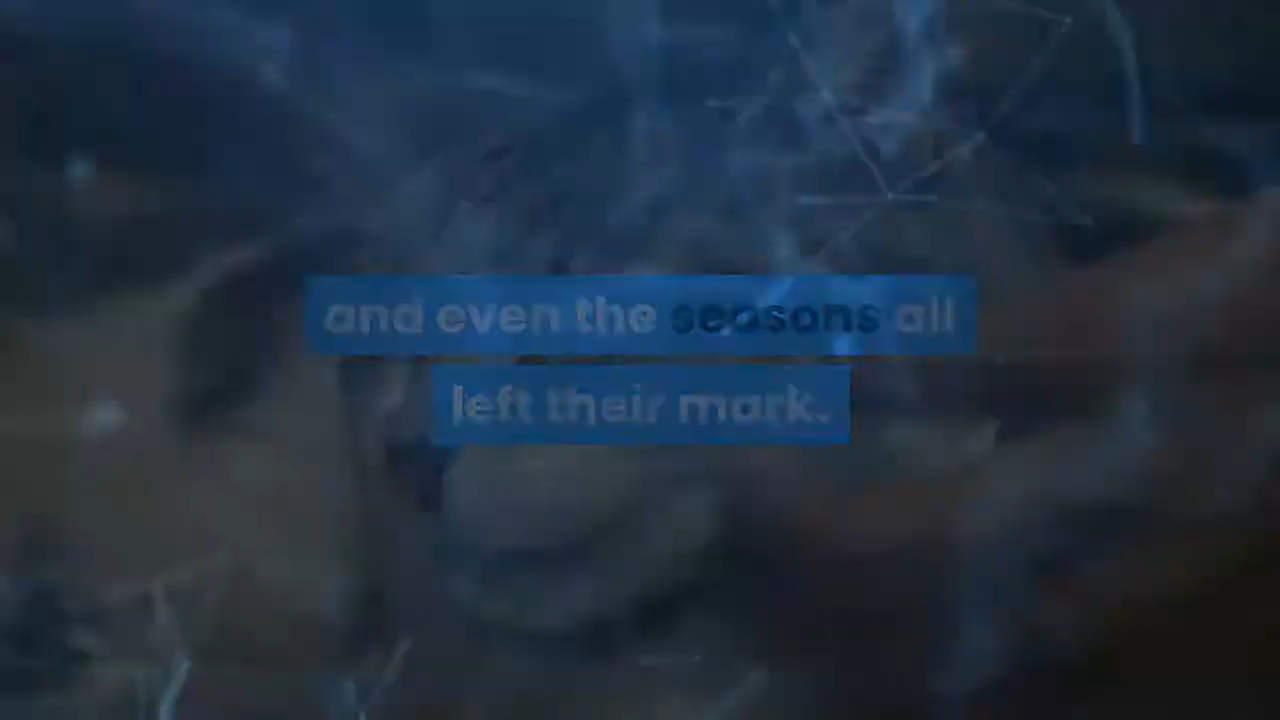 and even the seasons all
left their mark.